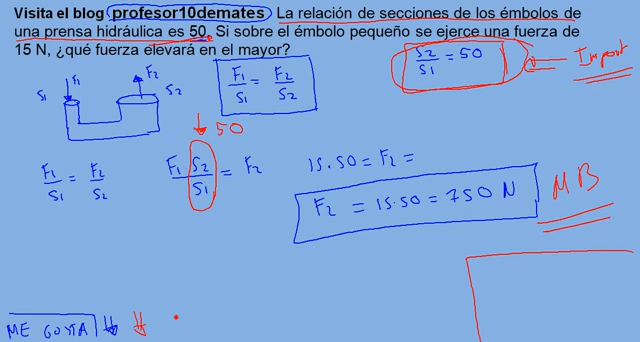 Visita el blog profesor10demates La relación de secciones de los émbolos de
una prensa hidráulica es 50. Si sobre el émbolo pequeño se ejerce una fuerza de
15 N, ¿qué fuerza elevará en el mayor?
S2/S1 = 50
Import
F1 F2
S1 S2
F1/S1 = F2/S2
50
F1/S1 = F2/S2
F1 S2/S1 = F2
15.50 = F2 =
F2 = 15.50 = 750 N
MB
ME GUSTA